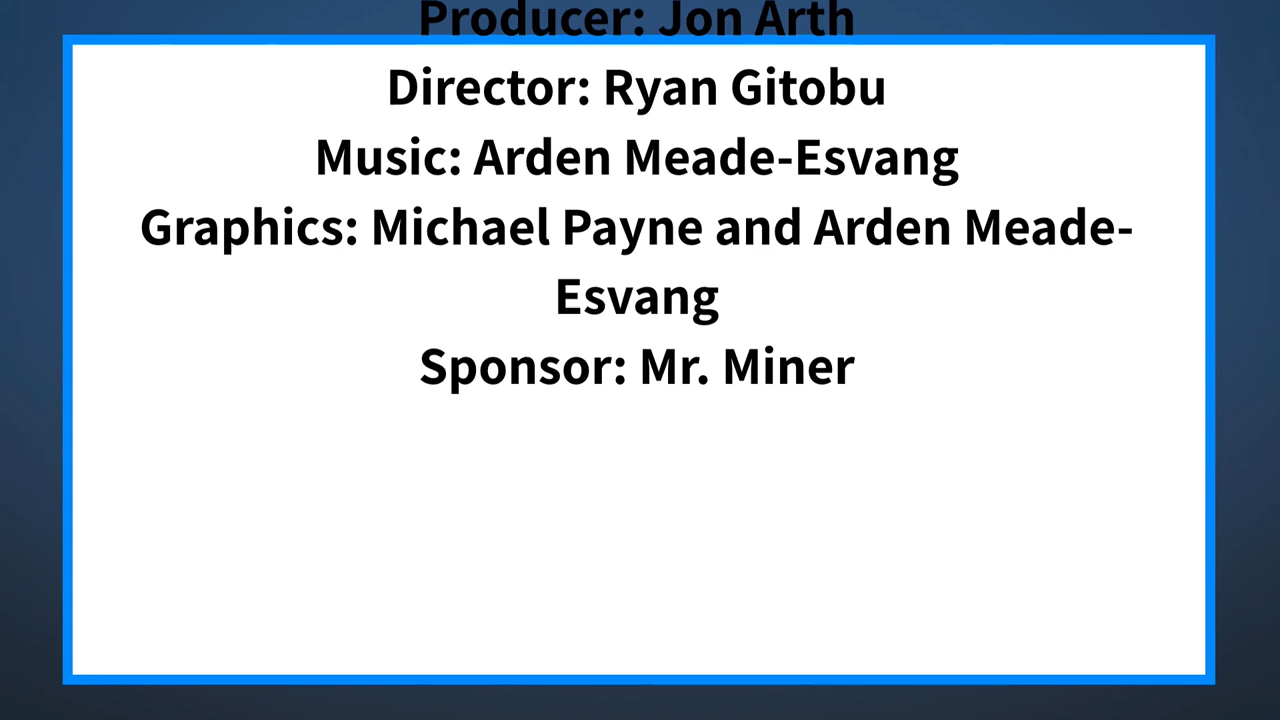 Producer: Jon Arth
Director: Ryan Gitobu
Music: Arden Meade-Esvang
Graphics: Michael Payne and Arden Meade-
Esvang
Sponsor: Mr. Miner